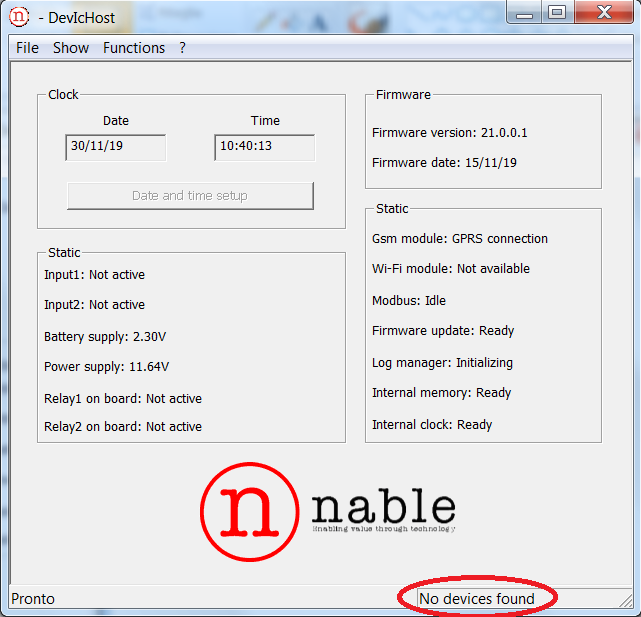 - DevIcHost
File Show Functions ?
Clock
Date Time
30/11/19 10:40:13
Date and time setup
Static
Input1: Not active
Input2: Not active
Battery supply: 2.30V
Power supply: 11.64V
Relay1 on board: Not active
Relay2 on board: Not active
Firmware
Firmware version: 21.0.0.1
Firmware date: 15/11/19
Static
Gsm module: GPRS connection
Wi-Fi module: Not available
Modbus: Idle
Firmware update: Ready
Log manager: Initializing
Internal memory: Ready
Internal clock: Ready
n nable
Enabling value through technology
Pronto No devices found